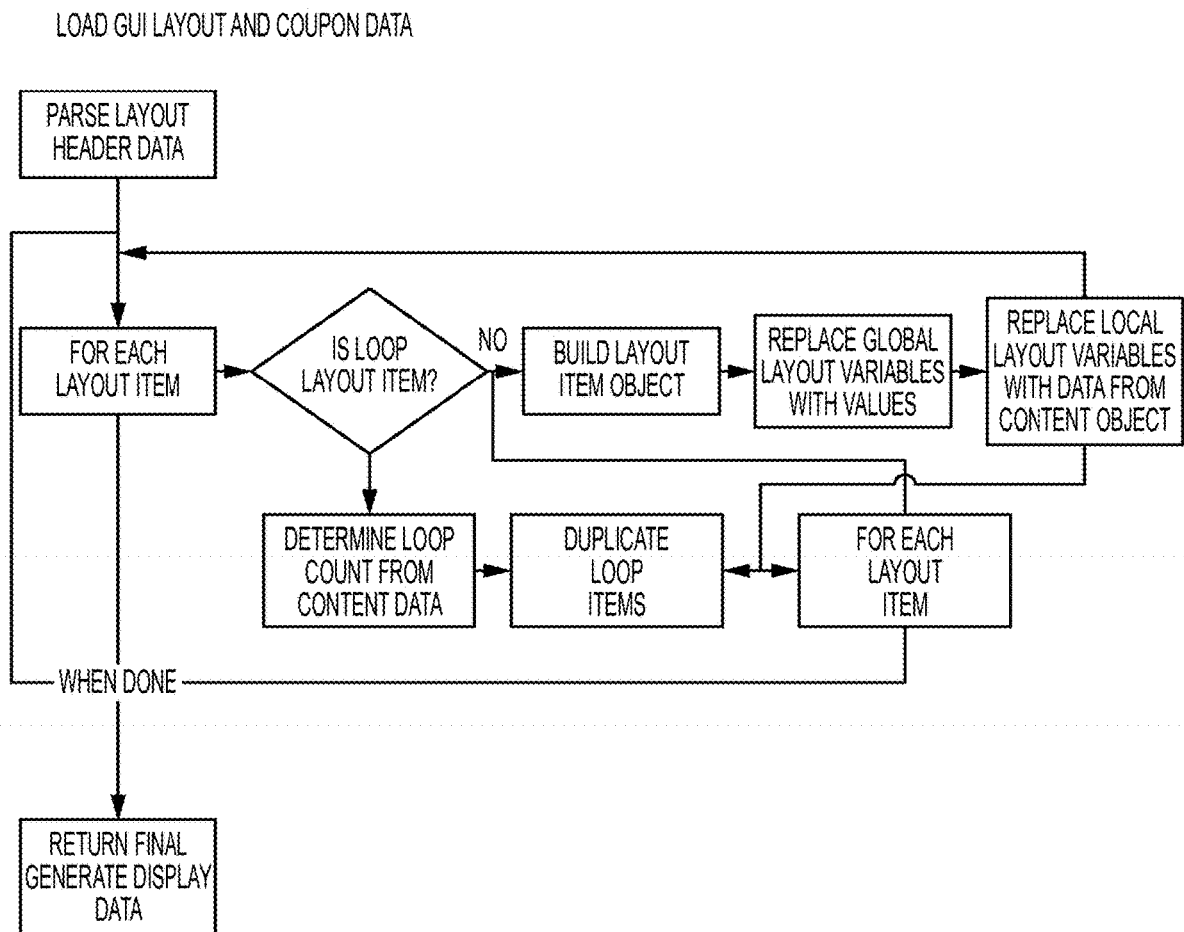 LOAD GUI LAYOUT AND COUPON DATA
PARSE LAYOUT
HEADER DATA
FOR EACH
LAYOUT ITEM
IS LOOP
LAYOUT ITEM?
NO
BUILD LAYOUT
ITEM OBJECT
REPLACE GLOBAL
LAYOUT VARIABLES
WITH VALUES
REPLACE LOCAL
LAYOUT VARIABLES
WITH DATA FROM
CONTENT OBJECT
DETERMINE LOOP
COUNT FROM
CONTENT DATA
DUPLICATE
LOOP
ITEMS
FOR EACH
LAYOUT
ITEM
WHEN DONE
RETURN FINAL
GENERATE DISPLAY
DATA